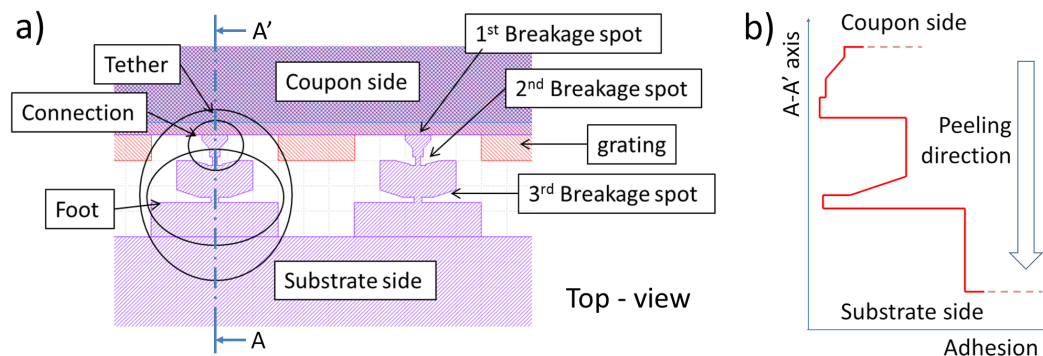 a)
A'
1st Breakage spot
b)
Coupon side
Tether
Coupon side
2nd Breakage spot
Connection
A-A' axis
Peeling
direction
grating
3rd Breakage spot
Foot
Substrate side
Top - view
Substrate side
A
Adhesion